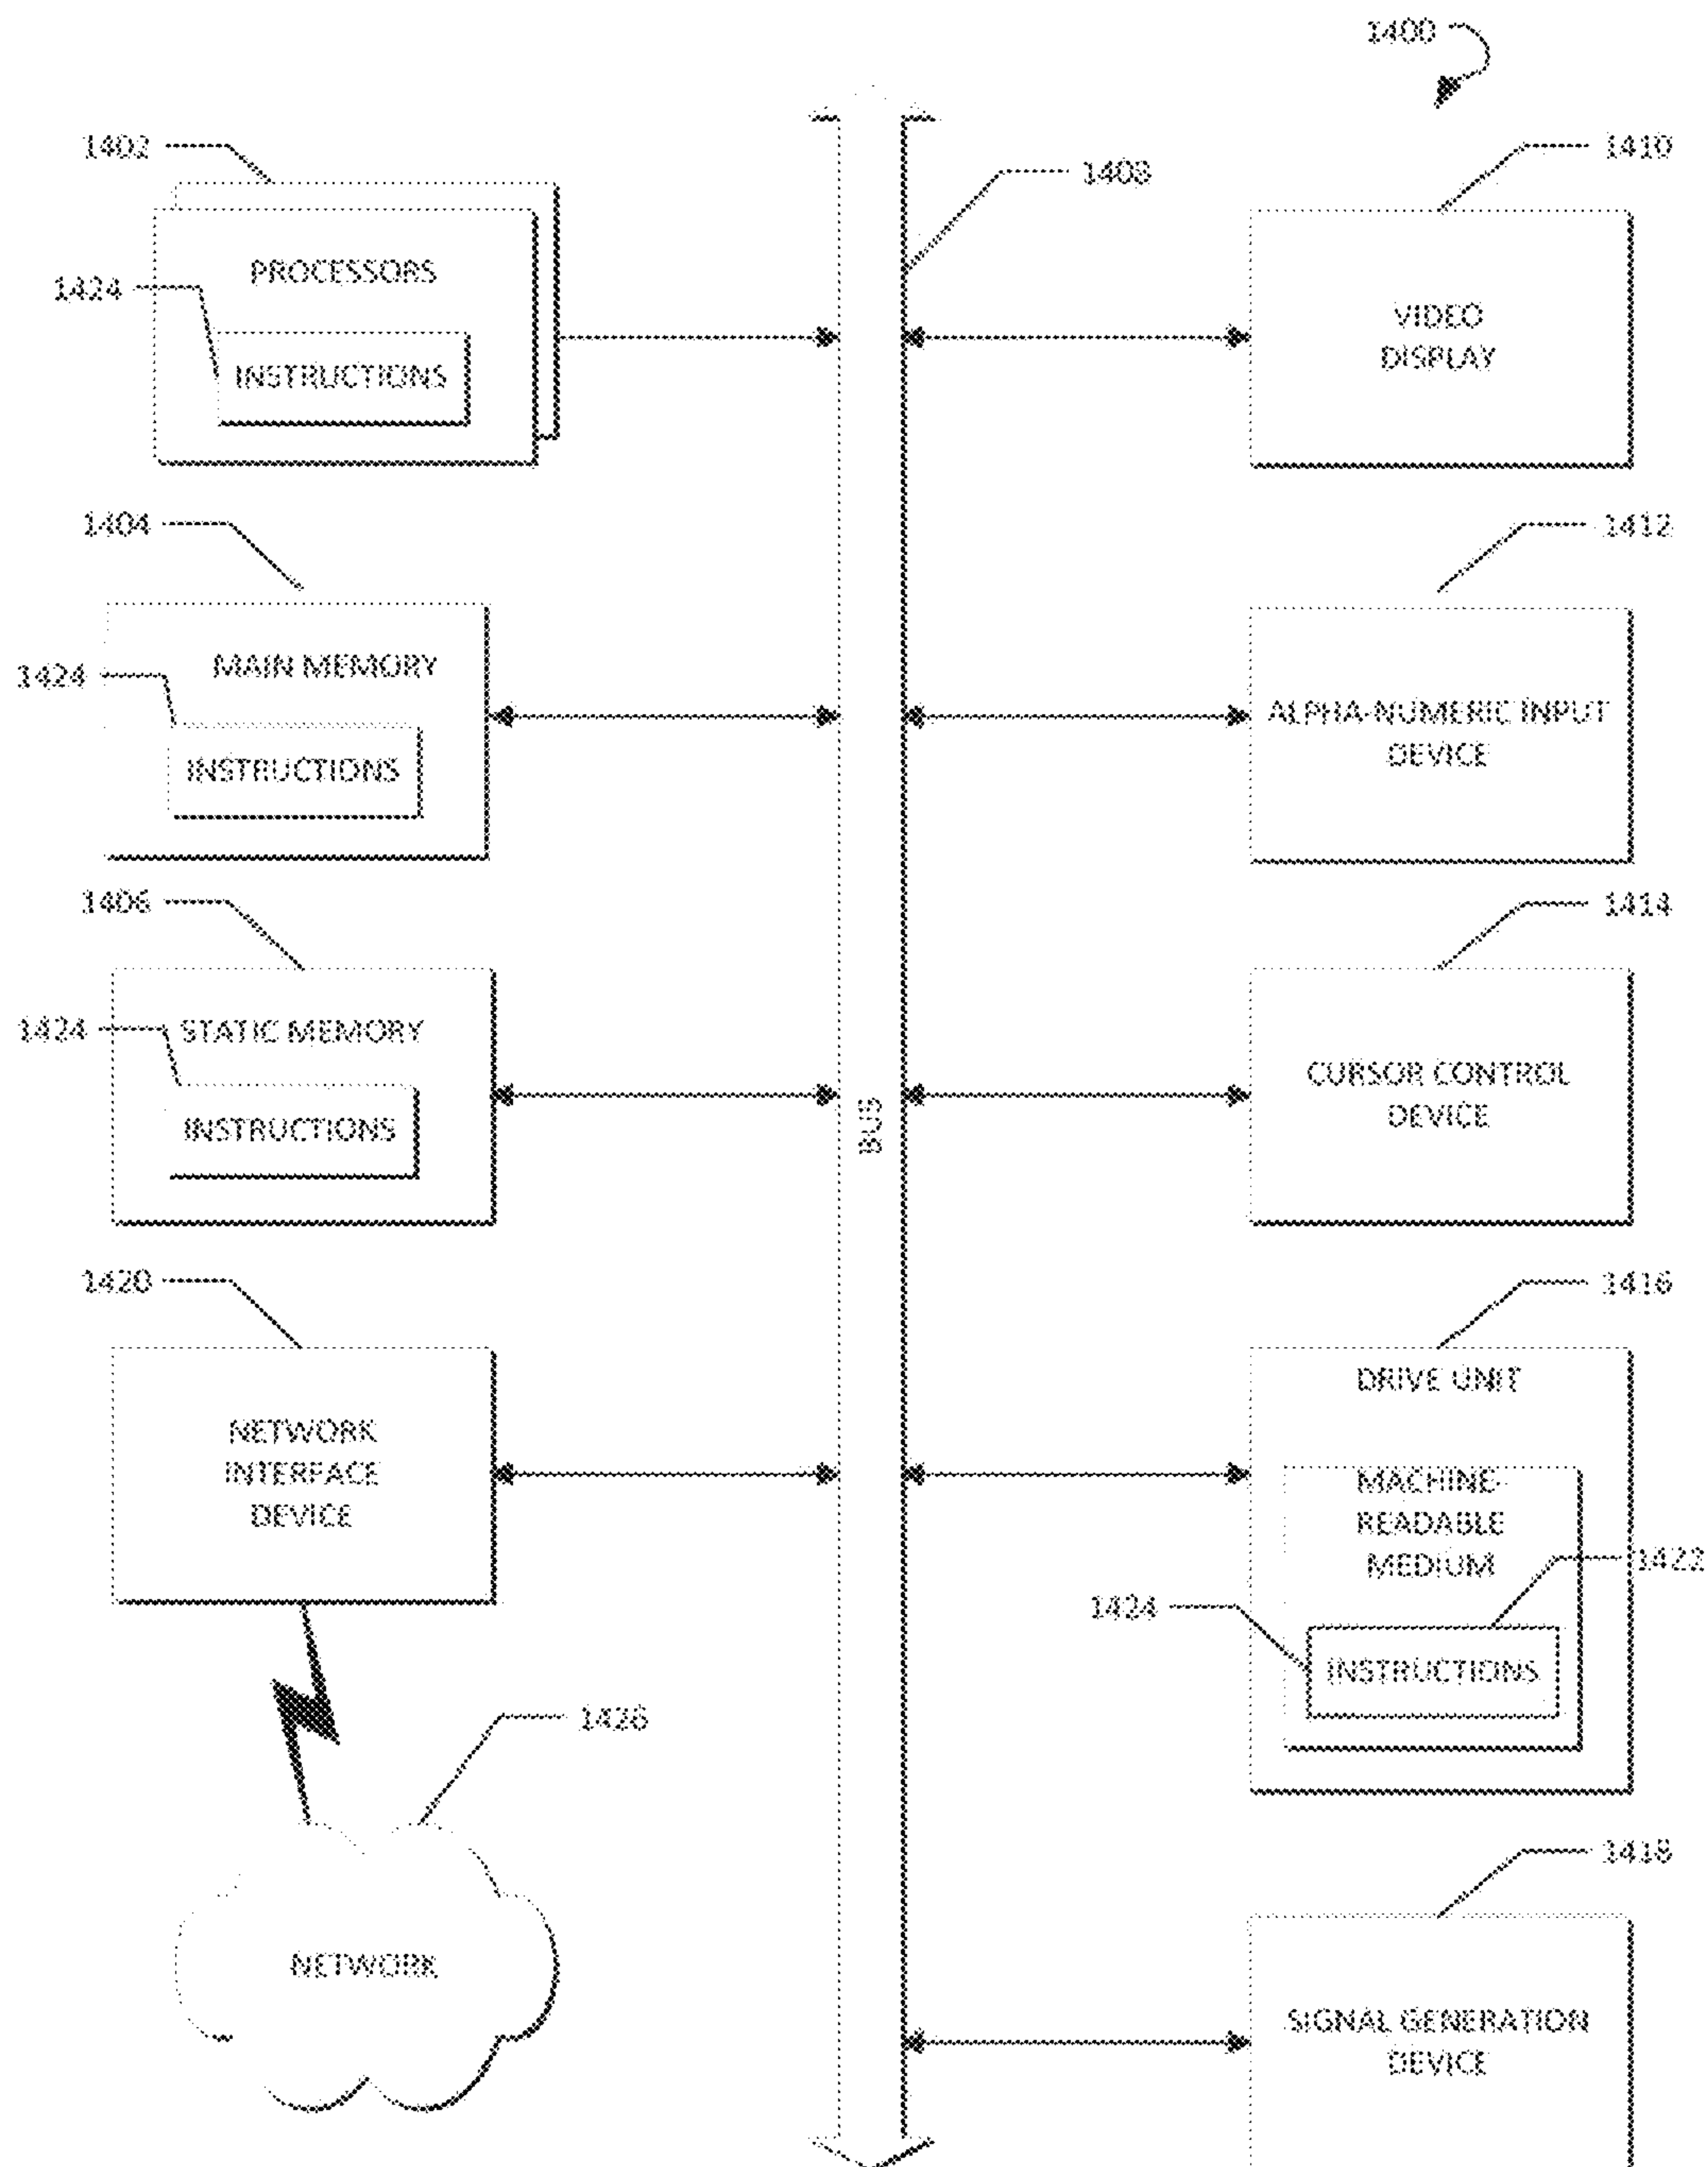 1400
1402
1408
1410
PROCESSORS
1424
INSTRUCTIONS
VIDEO
DISPLAY
1404
1412
MAIN MEMORY
1424
INSTRUCTIONS
ALPHA-NUMERIC INPUT
DEVICE
1406
1414
STATIC MEMORY
1424
INSTRUCTIONS
CURSOR CONTROL
DEVICE
BUS
1420
1416
NETWORK
INTERFACE
DEVICE
DRIVE UNIT
MACHINE-
READABLE
MEDIUM
1422
1424
INSTRUCTIONS
1426
NETWORK
1418
SIGNAL GENERATION
DEVICE